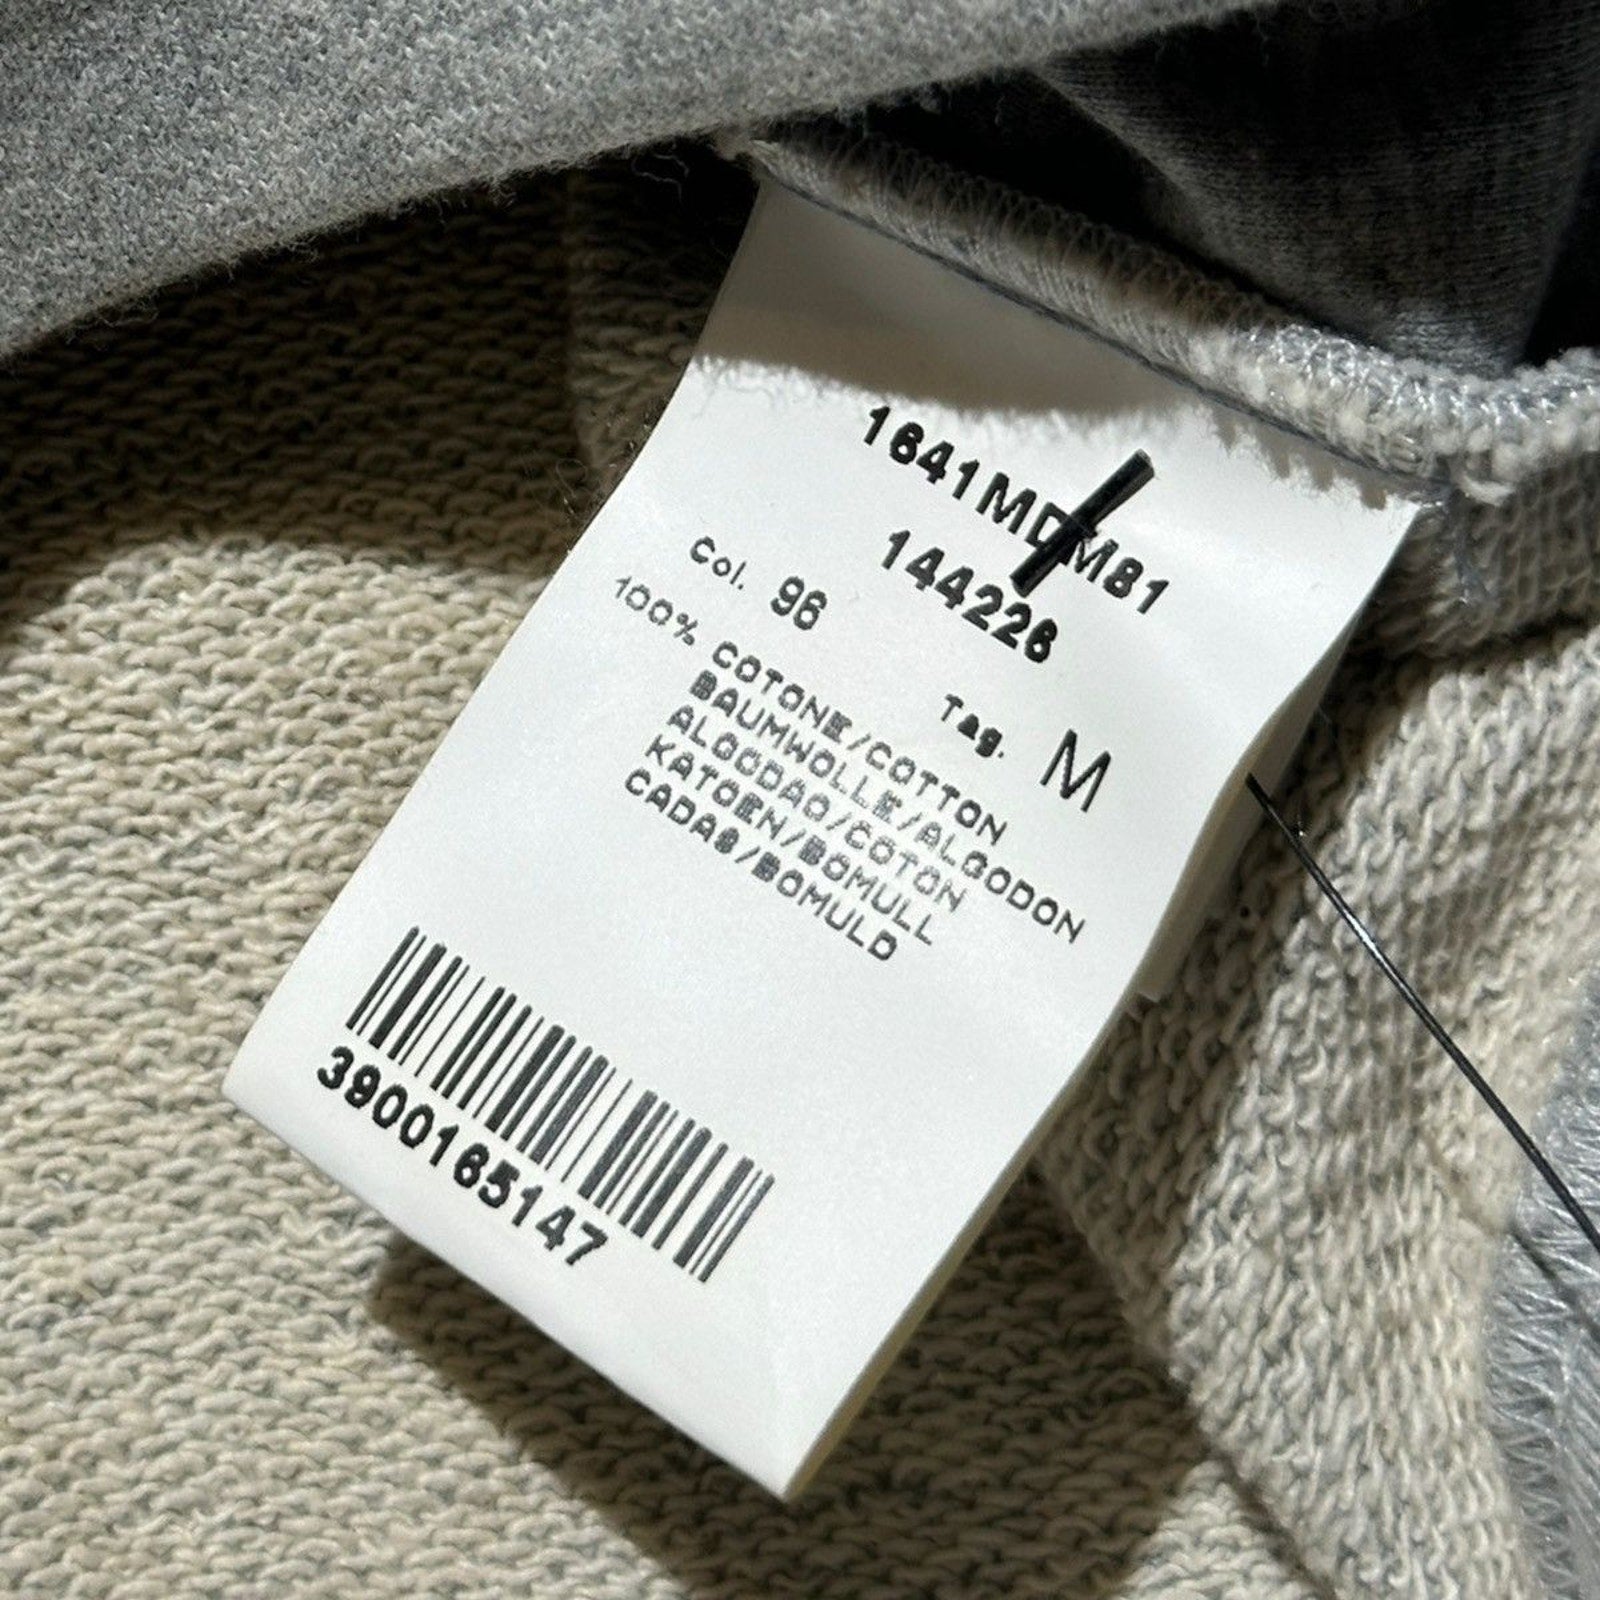 1641MDM81
144226
Col. 96 Tag. M
100% COTONE/COTTON
BAUMWOLLE/ALGODON
ALGODAO/COTON
KATOEN/BOMULL
CADAS/BOMULD
3900165147